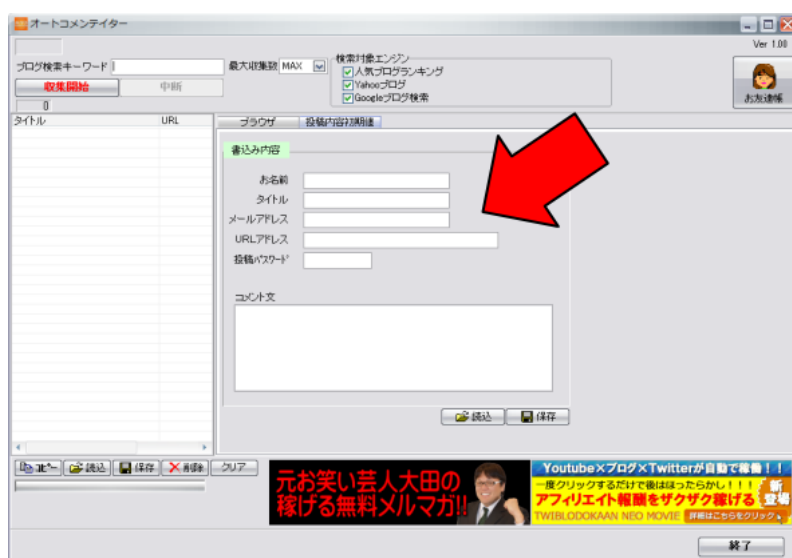 オートコメンテイター
Ver 1.00
ブログ検索キーワード
最大収集数 MAX
検索対象エンジン
人気ブログランキング
Yahooブログ
Googleブログ検索
収集開始
中断
お友達帳
0
タイトル URL
ブラウザ
書込み内容
お名前
タイトル
メールアドレス
URLアドレス
投稿パスワード
コメント文
読込
保存
コピー
読込
保存
削除
クリア
元お笑い芸人大田の
稼げる無料メルマガ!!
Youtube×ブログ×Twitterが自動で稼働!!
一度クリックするだけで後はほったらかし!!!
アフィリエイト報酬をザクザク稼げる
新登場
TWIBLODOKAAN NEO MOVIE
詳細はこちらをクリック
終了